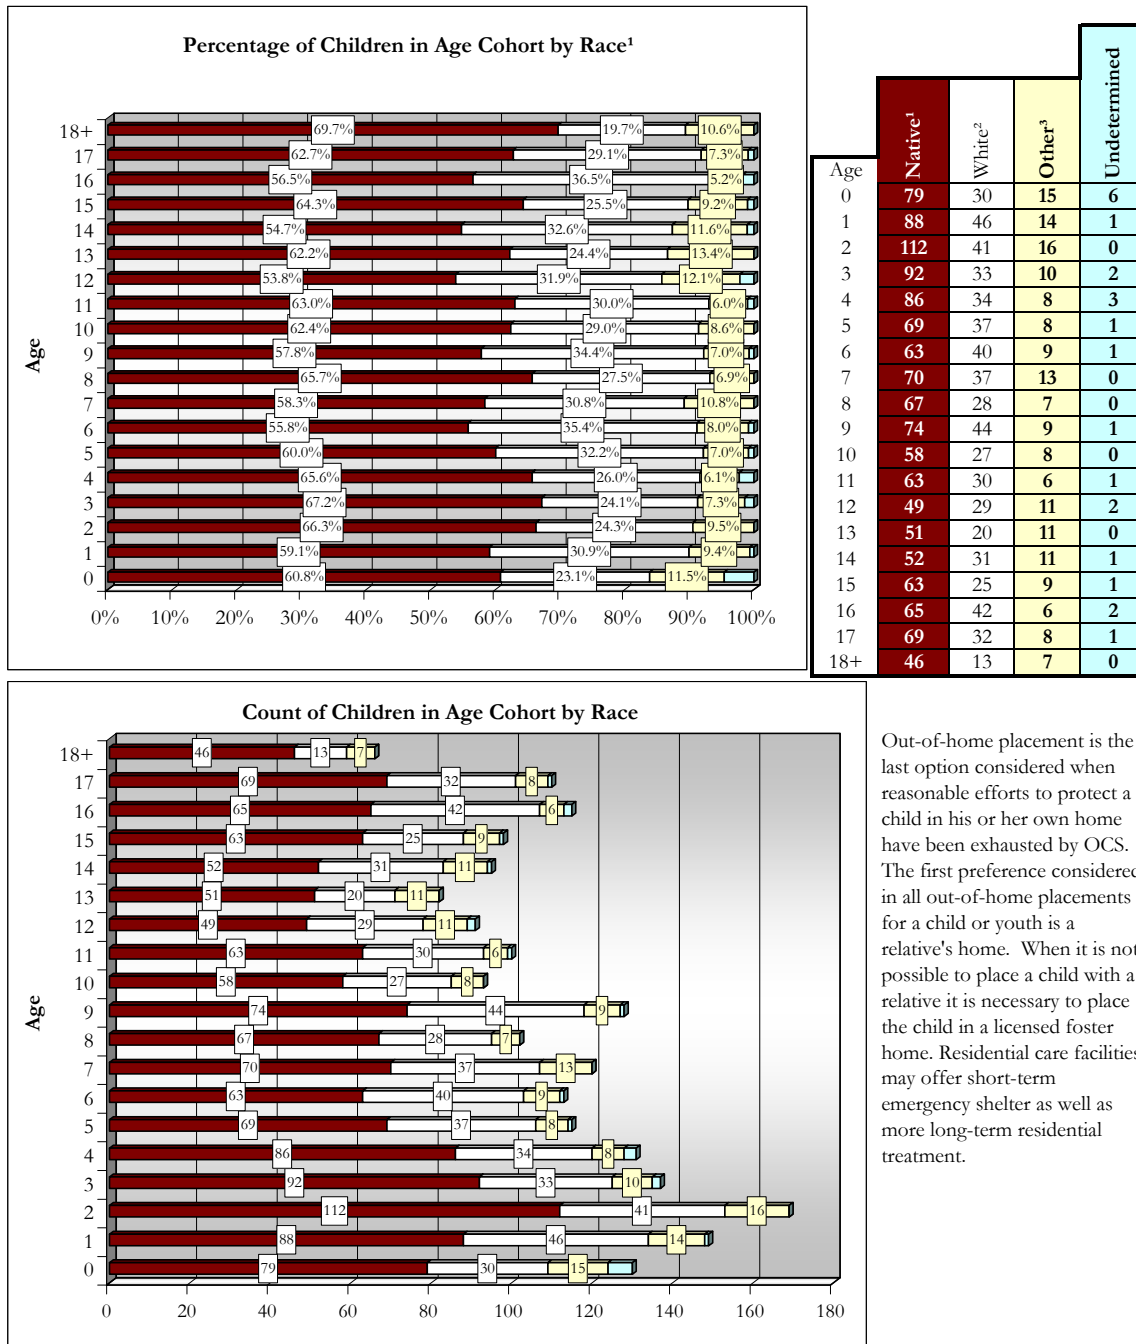 Percentage of Children in Age Cohort by Race¹
Age
18+ 69.7% 19.7% 10.6%
17 62.7% 29.1% 7.3%
16 56.5% 36.5% 5.2%
15 64.3% 25.5% 9.2%
14 54.7% 32.6% 11.6%
13 62.2% 24.4% 13.4%
12 53.8% 31.9% 12.1%
11 63.0% 30.0% 6.0%
10 62.4% 29.0% 8.6%
9 57.8% 34.4% 7.0%
8 65.7% 27.5% 6.9%
7 58.3% 30.8% 10.8%
6 55.8% 35.4% 8.0%
5 60.0% 32.2% 7.0%
4 65.6% 26.0% 6.1%
3 67.2% 24.1% 7.3%
2 66.3% 24.3% 9.5%
1 59.1% 30.9% 9.4%
0 60.8% 23.1% 11.5%
0% 10% 20% 30% 40% 50% 60% 70% 80% 90% 100%
Age Native¹ White² Other³ Undetermined
0 79 30 15 6
1 88 46 14 1
2 112 41 16 0
3 92 33 10 2
4 86 34 8 3
5 69 37 8 1
6 63 40 9 1
7 70 37 13 0
8 67 28 7 0
9 74 44 9 1
10 58 27 8 0
11 63 30 6 1
12 49 29 11 2
13 51 20 11 0
14 52 31 11 1
15 63 25 9 1
16 65 42 6 2
17 69 32 8 1
18+ 46 13 7 0
Count of Children in Age Cohort by Race
Age
18+ 46 13 7
17 69 32 8
16 65 42 6
15 63 25 9
14 52 31 11
13 51 20 11
12 49 29 11
11 63 30 6
10 58 27 8
9 74 44 9
8 67 28 7
7 70 37 13
6 63 40 9
5 69 37 8
4 86 34 8
3 92 33 10
2 112 41 16
1 88 46 14
0 79 30 15
0 20 40 60 80 100 120 140 160 180
Out-of-home placement is the
last option considered when
reasonable efforts to protect a
child in his or her own home
have been exhausted by OCS.
The first preference considered
in all out-of-home placements
for a child or youth is a
relative's home. When it is not
possible to place a child with a
relative it is necessary to place
the child in a licensed foster
home. Residential care facilities
may offer short-term
emergency shelter as well as
more long-term residential
treatment.